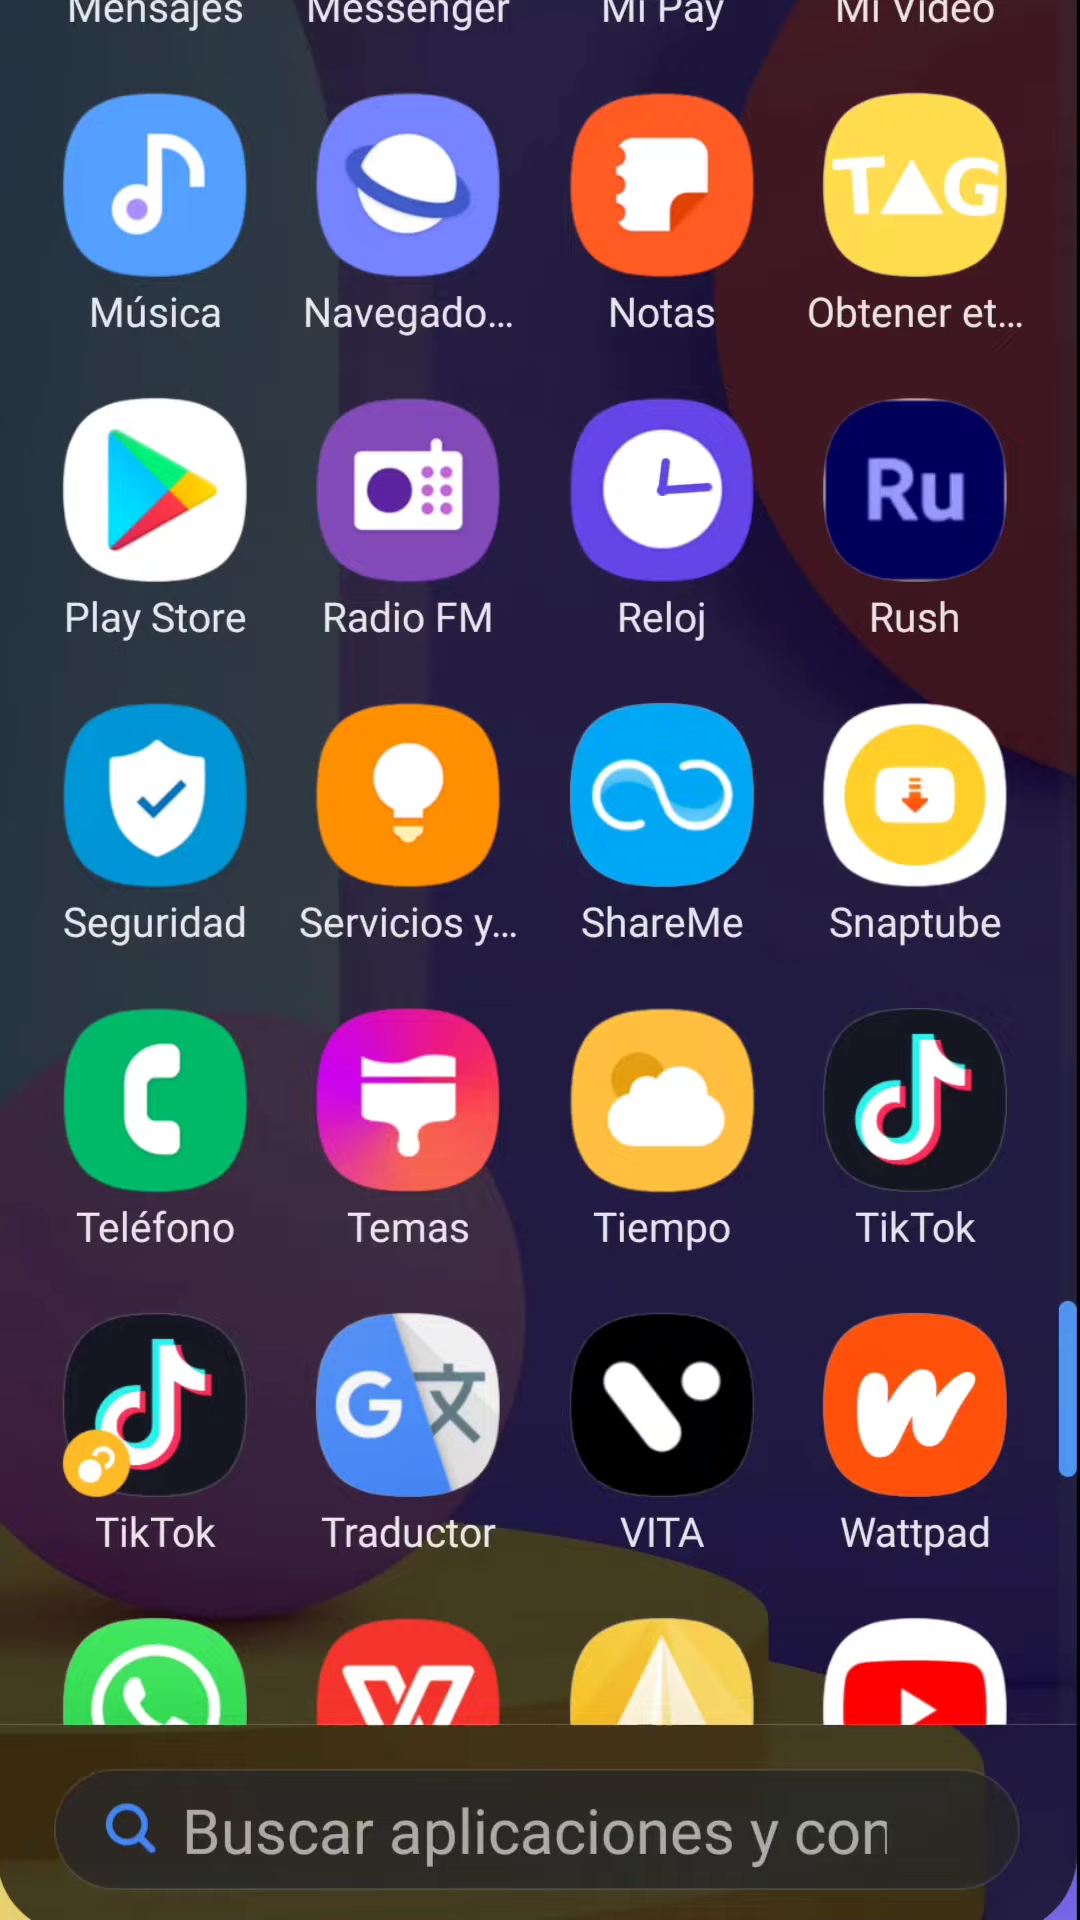 Mensajes Messenger Mi Pay Mi Video
TAG
Música Navegado... Notas Obtener et...
Ru
Play Store Radio FM Reloj Rush
Seguridad Servicios y... ShareMe Snaptube
Teléfono Temas Tiempo TikTok
G 文
TikTok Traductor VITA Wattpad
Buscar aplicaciones y con